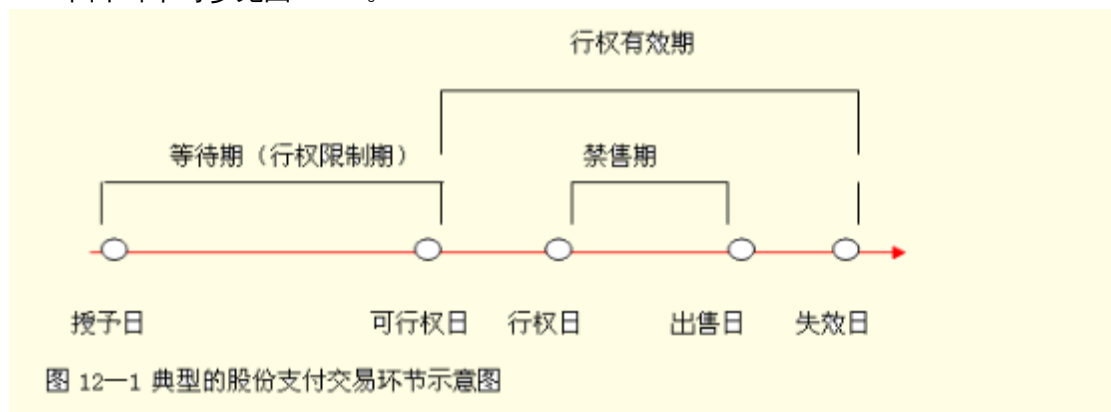 行权有效期
等待期（行权限制期）
禁售期
授予日 可行权日 行权日 出售日 失效日
图 12—1 典型的股份支付交易环节示意图